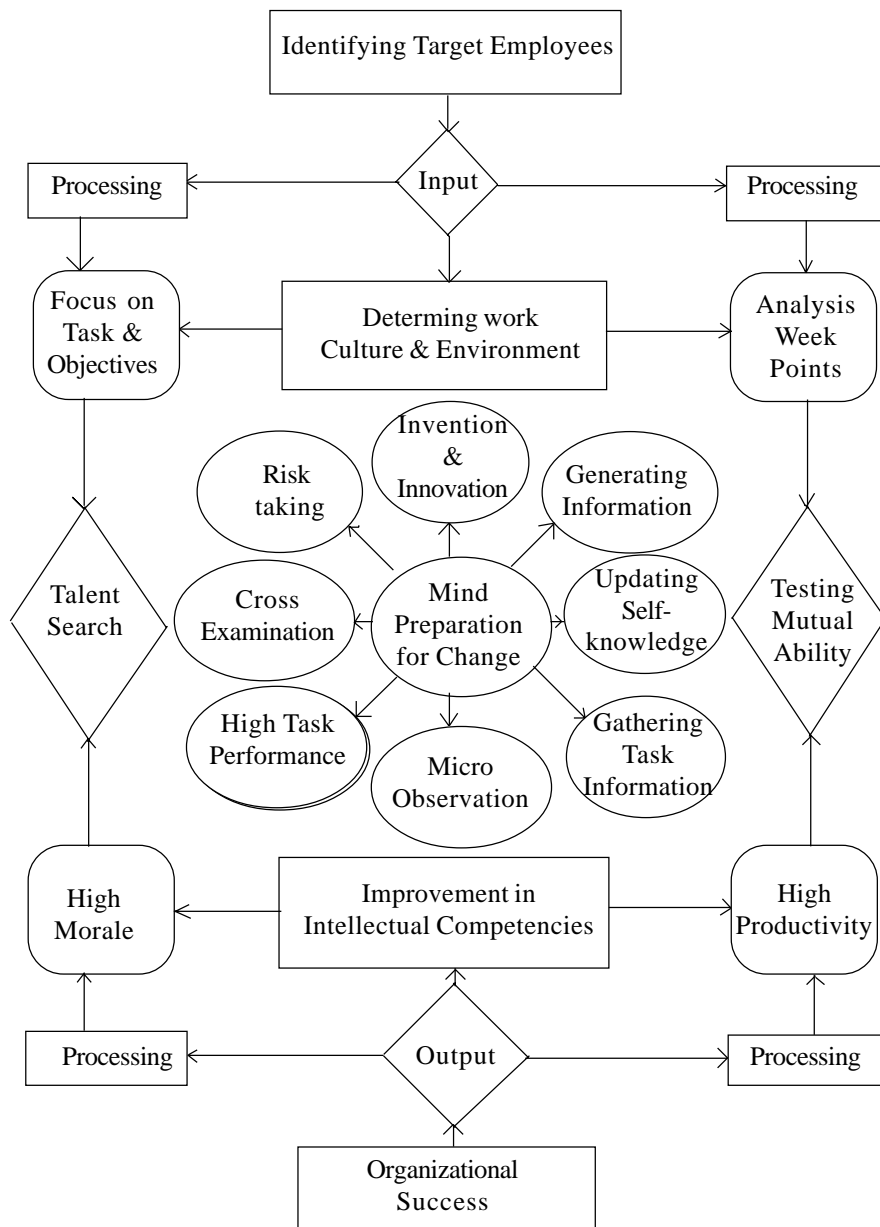 Identifying Target Employees
Processing
Input
Processing
Focus on
Task &
Objectives
Determing work
Culture & Environment
Analysis
Week
Points
Invention
&
Innovation
Risk
taking
Generating
Information
Talent
Search
Cross
Examination
Mind
Preparation
for Change
Updating
Self-
knowledge
Testing
Mutual
Ability
High Task
Performance
Micro
Observation
Gathering
Task
Information
High
Morale
Improvement in
Intellectual Competencies
High
Productivity
Processing
Output
Processing
Organizational
Success